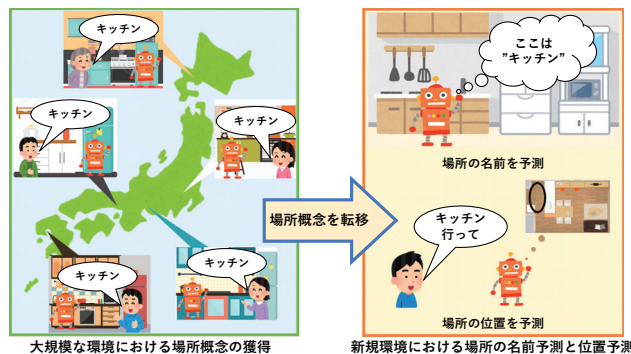 キッチン
キッチン
キッチン
キッチン
キッチン
大規模な環境における場所概念の獲得
場所概念を転移
ここは
”キッチン”
場所の名前を予測
キッチン
行って
場所の位置を予測
新規環境における場所の名前予測と位置予測